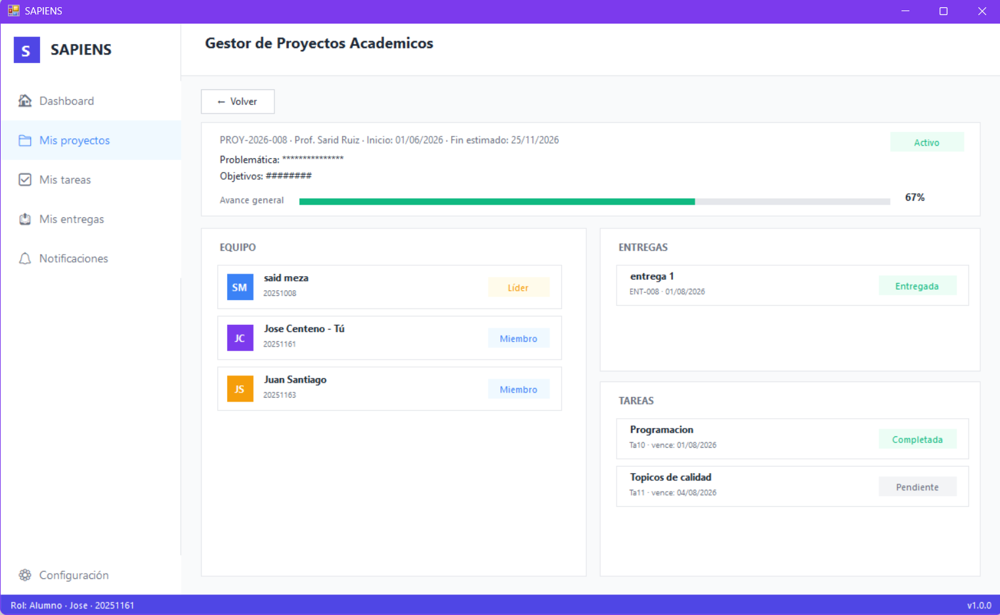 SAPIENS
S SAPIENS
Gestor de Proyectos Academicos
Dashboard
Mis proyectos
Mis tareas
Mis entregas
Notificaciones
Configuración
← Volver
PROY-2026-008 · Prof. Sarid Ruiz · Inicio: 01/06/2026 · Fin estimado: 25/11/2026
Activo
Problemática: ***************
Objetivos: ########
Avance general 67%
EQUIPO
SM said meza
20251008
Líder
JC Jose Centeno - Tú
20251161
Miembro
JS Juan Santiago
20251163
Miembro
ENTREGAS
entrega 1
ENT-008 · 01/08/2026
Entregada
TAREAS
Programacion
Ta10 · vence: 01/08/2026
Completada
Topicos de calidad
Ta11 · vence: 04/08/2026
Pendiente
Rol: Alumno · Jose · 20251161
v1.0.0